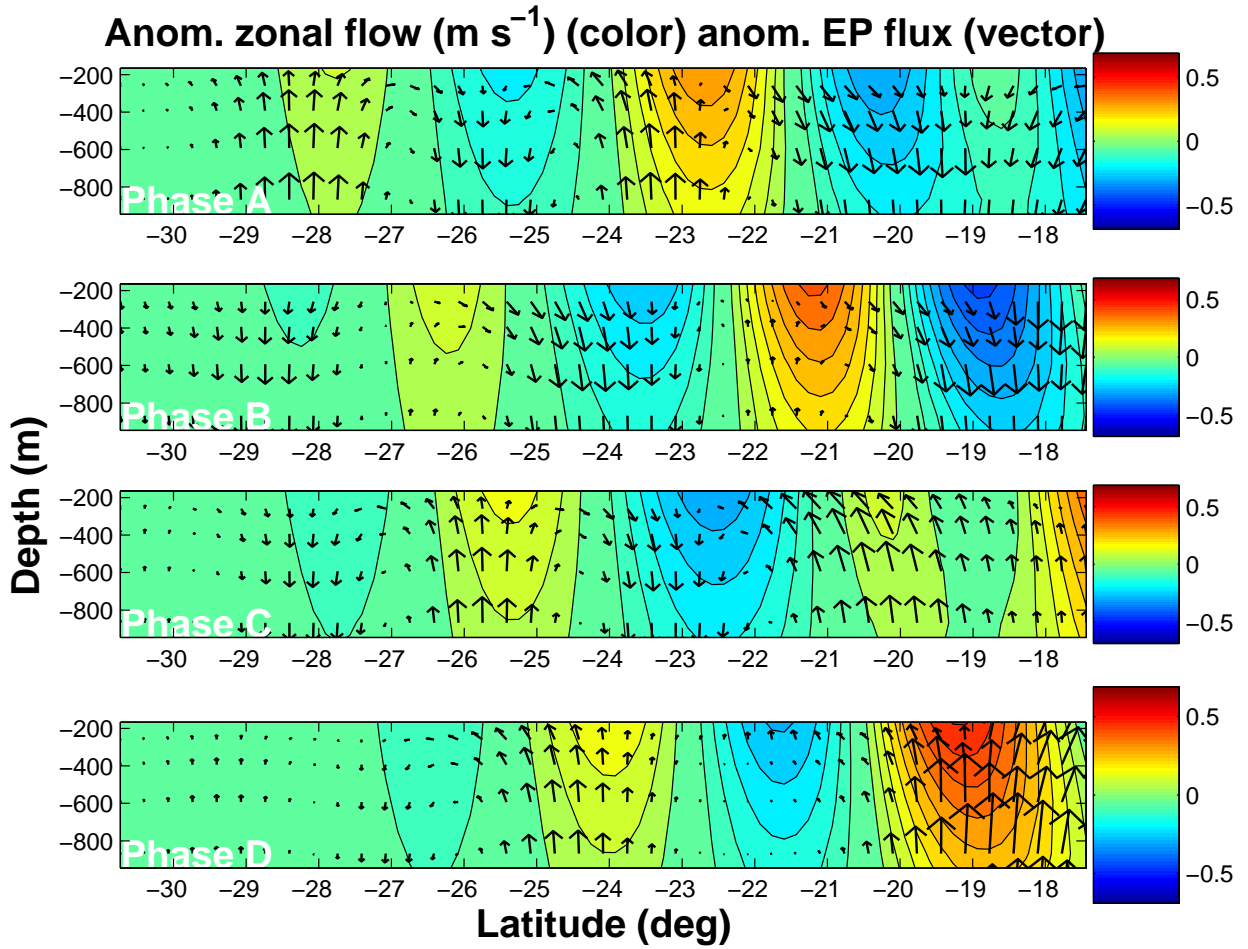 Anom. zonal flow (m s−1) (color) anom. EP flux (vector)
−200
−400
−600
−800
Phase A
0.5
0
−0.5
−30 −29 −28 −27 −26 −25 −24 −23 −22 −21 −20 −19 −18
−200
−400
−600
−800
Phase B
0.5
0
−0.5
−30 −29 −28 −27 −26 −25 −24 −23 −22 −21 −20 −19 −18
Depth (m)
−200
−400
−600
−800
Phase C
0.5
0
−0.5
−30 −29 −28 −27 −26 −25 −24 −23 −22 −21 −20 −19 −18
−200
−400
−600
−800
Phase D
0.5
0
−0.5
−30 −29 −28 −27 −26 −25 −24 −23 −22 −21 −20 −19 −18
Latitude (deg)